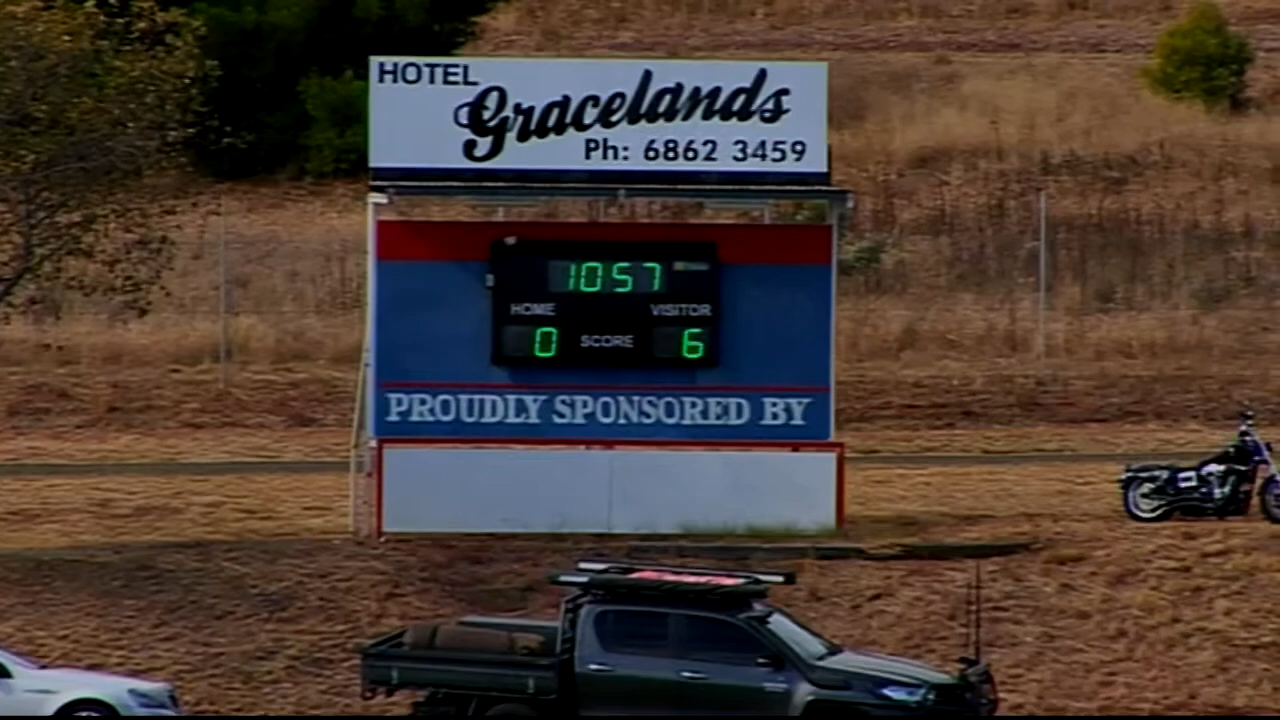 HOTEL
Gracelands
Ph: 6862 3459
1057
HOME VISITOR
0 SCORE 6
PROUDLY SPONSORED BY